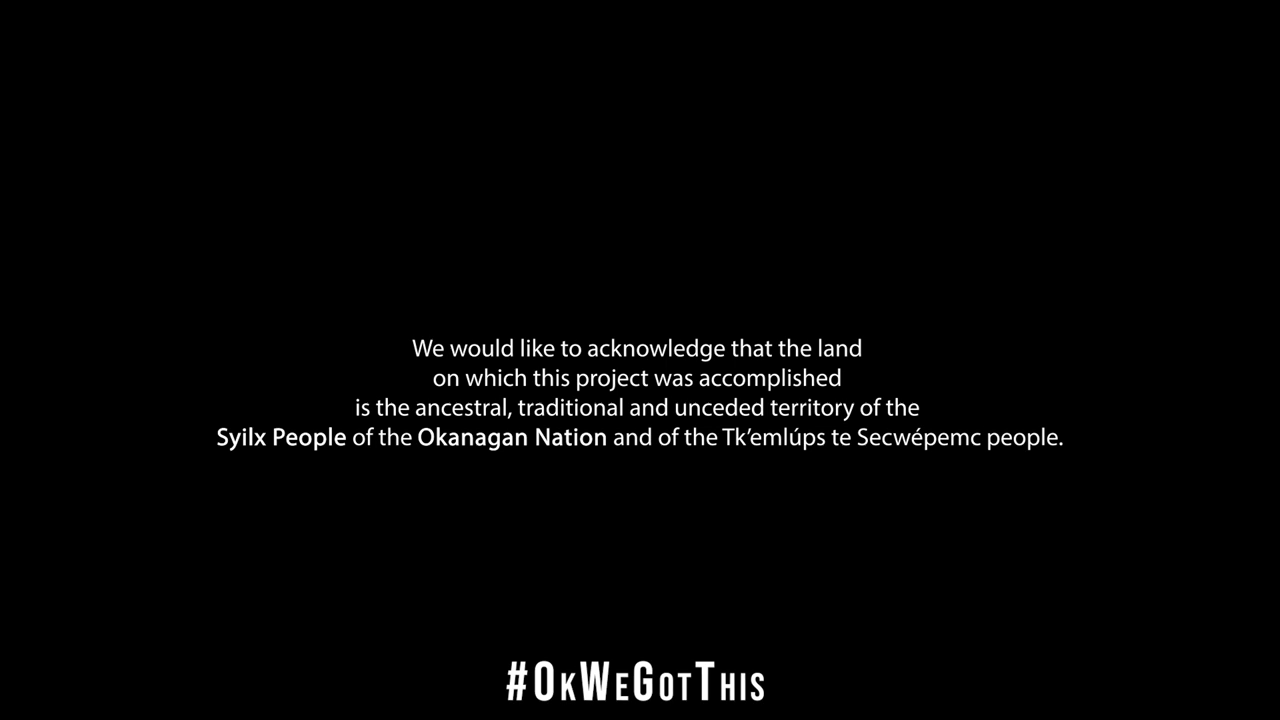 We would like to acknowledge that the land
on which this project was accomplished
is the ancestral, traditional and unceded territory of the
Syilx People of the Okanagan Nation and of the Tk’emlúps te Secwépemc people.
#OkWeGotThis